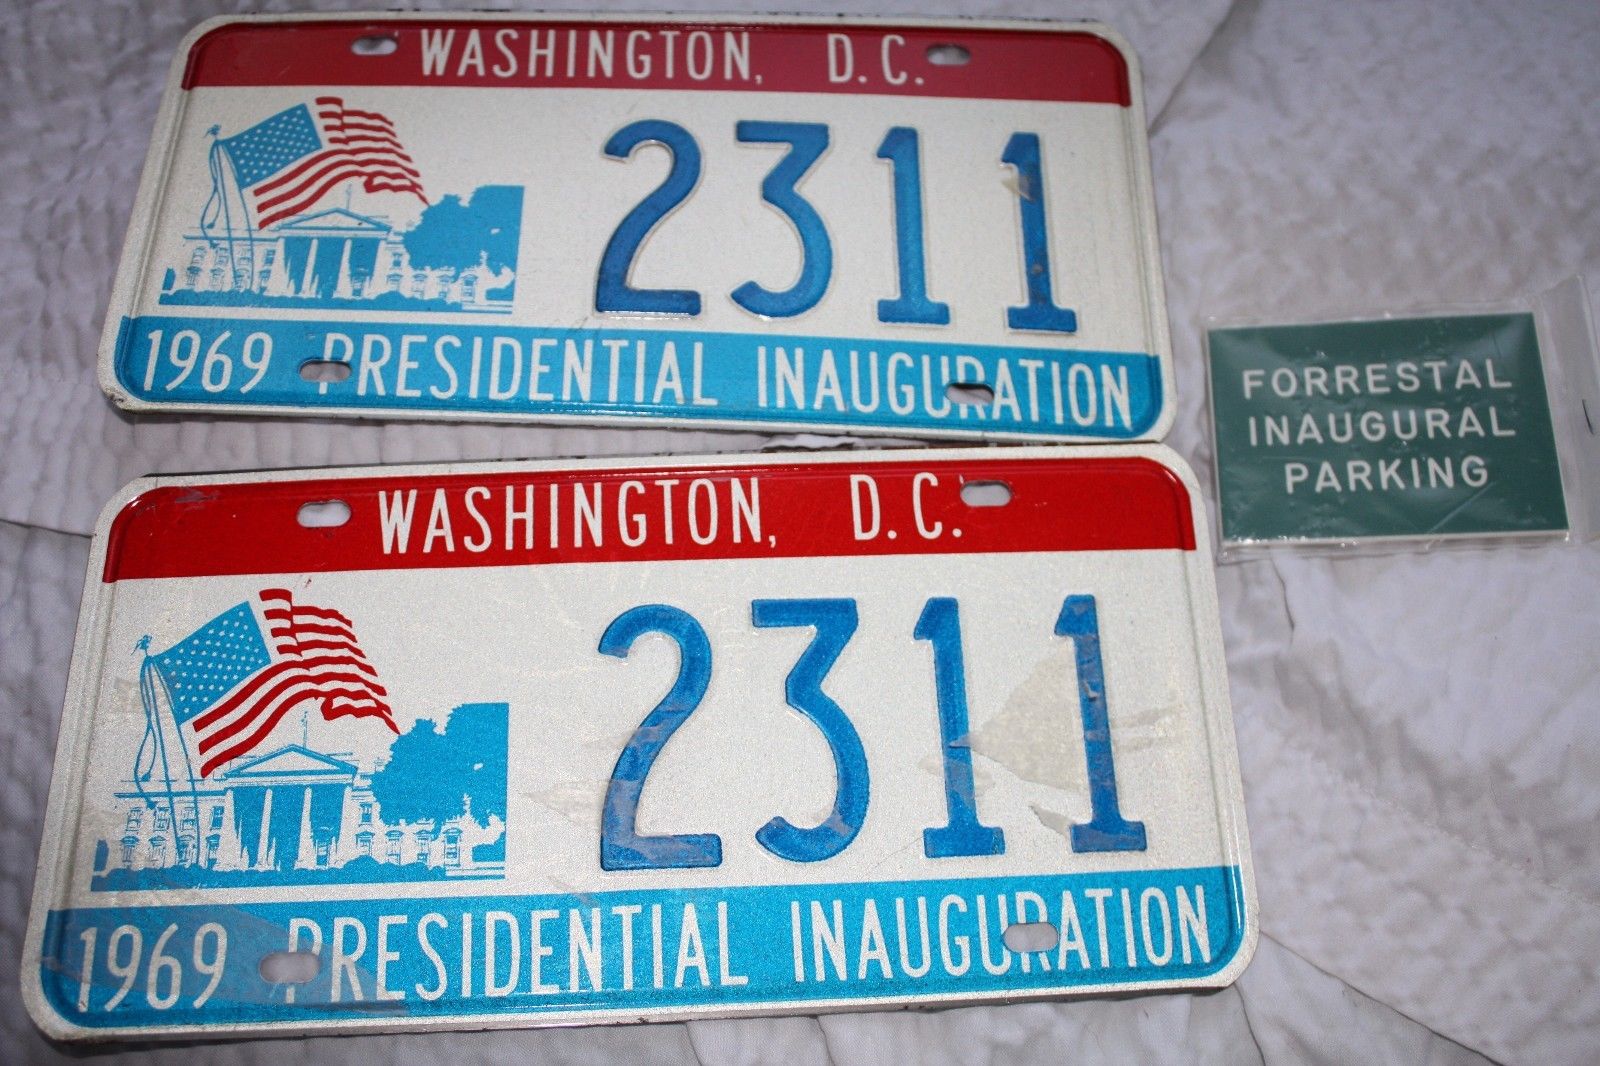 WASHINGTON, D.C.
2311
1969 PRESIDENTIAL INAUGURATION
WASHINGTON, D.C.
2311
1969 PRESIDENTIAL INAUGURATION
FORRESTAL
INAUGURAL
PARKING